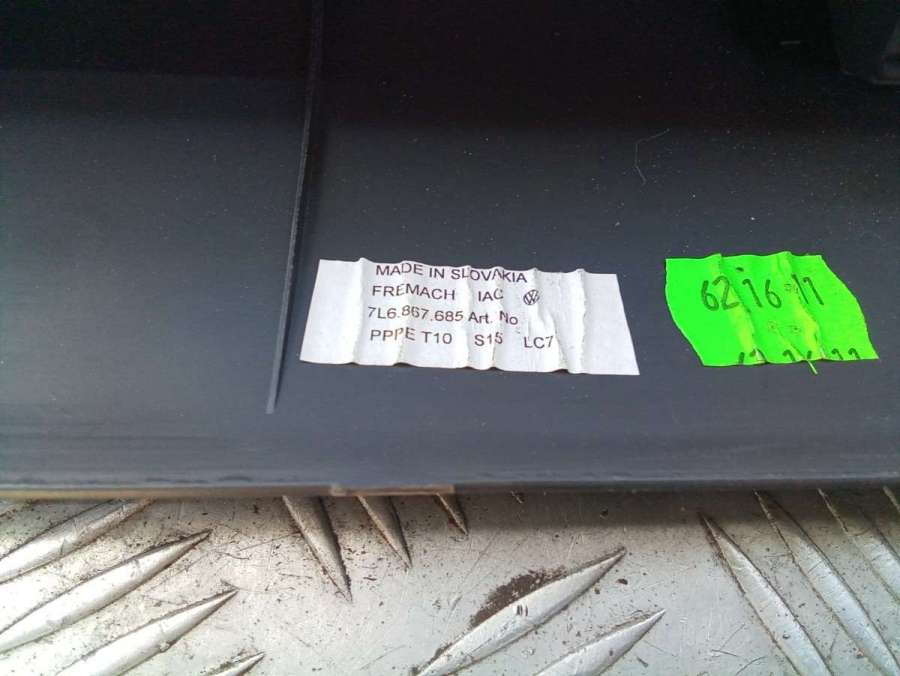 MADE IN SLOVAKIA
FREMACH IAC
7L6.867.685 Art. No
PPPE T10 S15 LC7
62 16 11